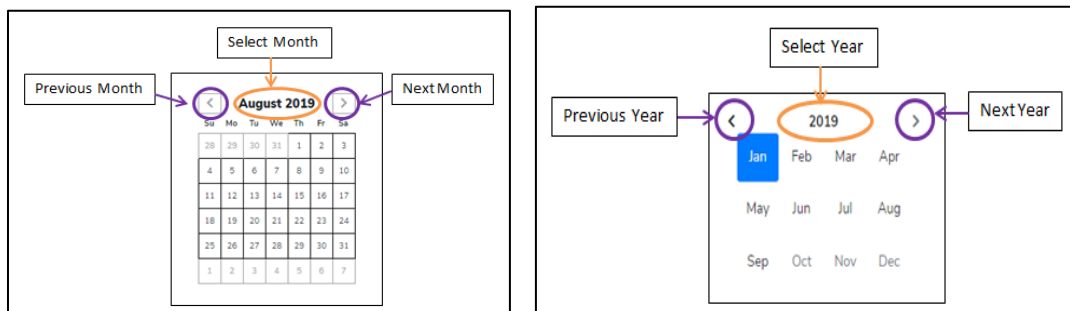 Select Month
Previous Month
Next Month
August 2019
Su Mo Tu We Th Fr Sa
28 29 30 31 1 2 3
4 5 6 7 8 9 10
11 12 13 14 15 16 17
18 19 20 21 22 23 24
25 26 27 28 29 30 31
1 2 3 4 5 6 7
Select Year
Previous Year
Next Year
2019
Jan Feb Mar Apr
May Jun Jul Aug
Sep Oct Nov Dec